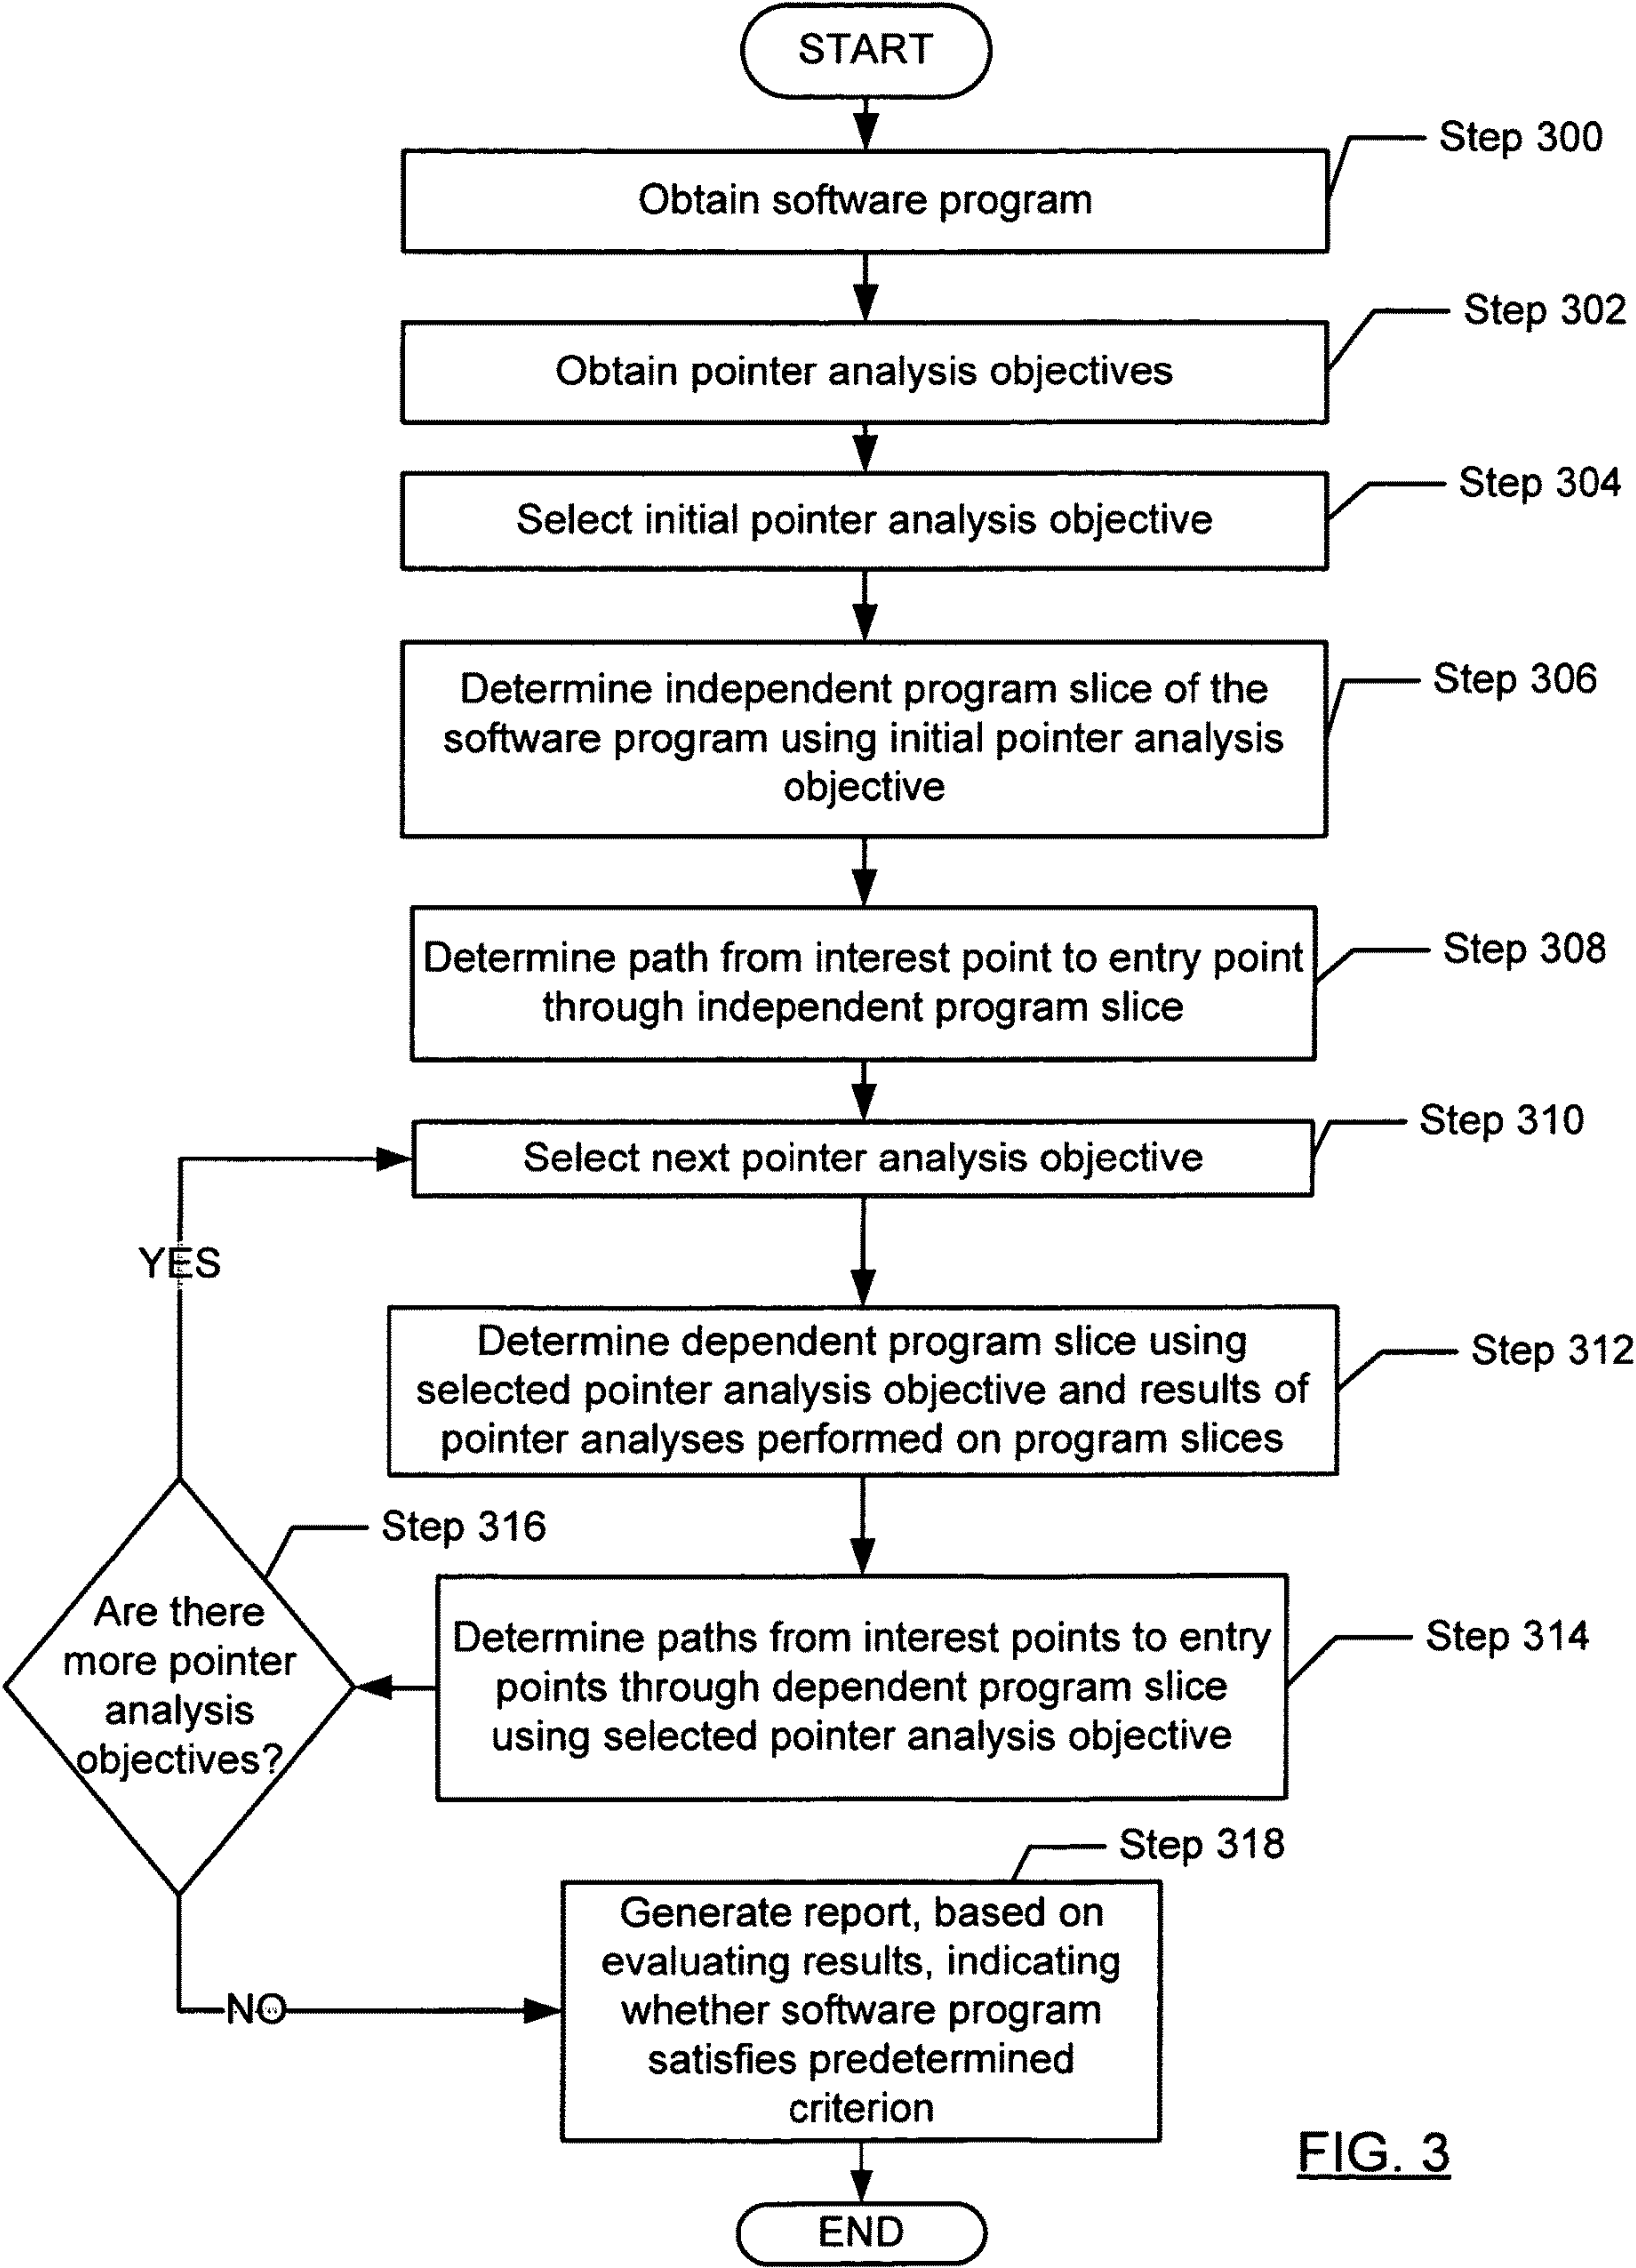 START
Step 300
Obtain software program
Step 302
Obtain pointer analysis objectives
Step 304
Select initial pointer analysis objective
Step 306
Determine independent program slice of the
software program using initial pointer analysis
objective
Step 308
Determine path from interest point to entry point
through independent program slice
Step 310
Select next pointer analysis objective
YES
Step 312
Determine dependent program slice using
selected pointer analysis objective and results of
pointer analyses performed on program slices
Step 316
Are there
more pointer
analysis
objectives?
Step 314
Determine paths from interest points to entry
points through dependent program slice
using selected pointer analysis objective
Step 318
Generate report, based on
evaluating results, indicating
whether software program
satisfies predetermined
criterion
NO
FIG. 3
END